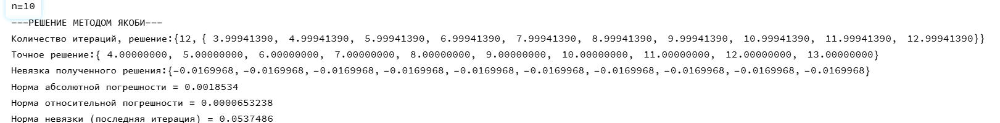 n=10
---РЕШЕНИЕ МЕТОДОМ ЯКОБИ---
Количество итераций, решение:{12, { 3.99941390, 4.99941390, 5.99941390, 6.99941390, 7.99941390, 8.99941390, 9.99941390, 10.99941390, 11.99941390, 12.99941390}}
Точное решение:{ 4.00000000, 5.00000000, 6.00000000, 7.00000000, 8.00000000, 9.00000000, 10.00000000, 11.00000000, 12.00000000, 13.00000000}
Невязка полученного решения:{-0.0169968, -0.0169968, -0.0169968, -0.0169968, -0.0169968, -0.0169968, -0.0169968, -0.0169968, -0.0169968, -0.0169968}
Норма абсолютной погрешности = 0.0018534
Норма относительной погрешности = 0.0000653238
Норма невязки (последняя итерация) = 0.0537486